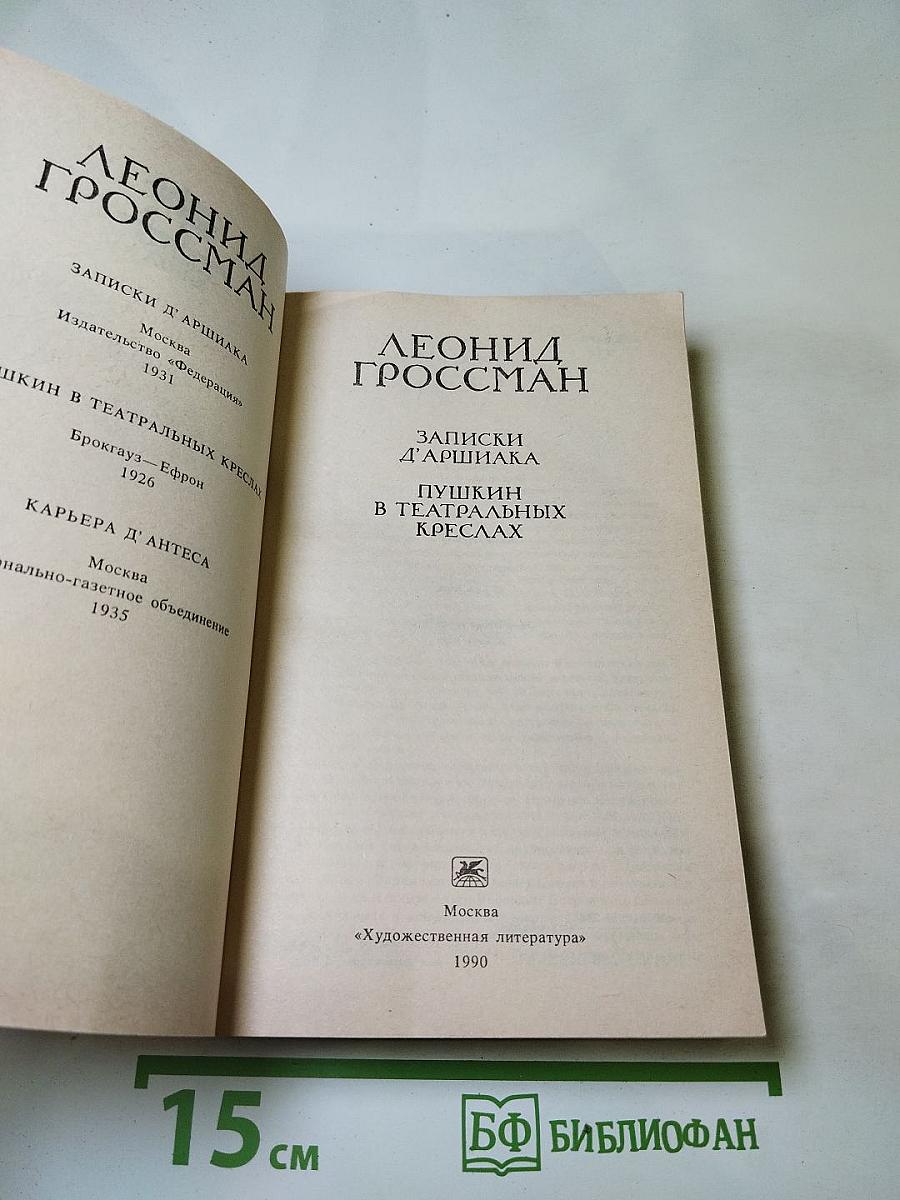 ЛЕОНИД
ГРОССМАН
ЗАПИСКИ Д'АРШИАКА
Москва
Издательство «Федерация»
1931
В ТЕАТРАЛЬНЫХ КРЕСЛАХ
Брокгауз—Ефрон
1926
КАРЬЕРА Д'АНТЕСА
Москва
объединение
1935
ЛЕОНИД
ГРОССМАН
ЗАПИСКИ
Д'АРШИАКА
ПУШКИН
В ТЕАТРАЛЬНЫХ
КРЕСЛАХ
Москва
«Художественная литература»
1990
15 см
БФ БИБЛИОФАН